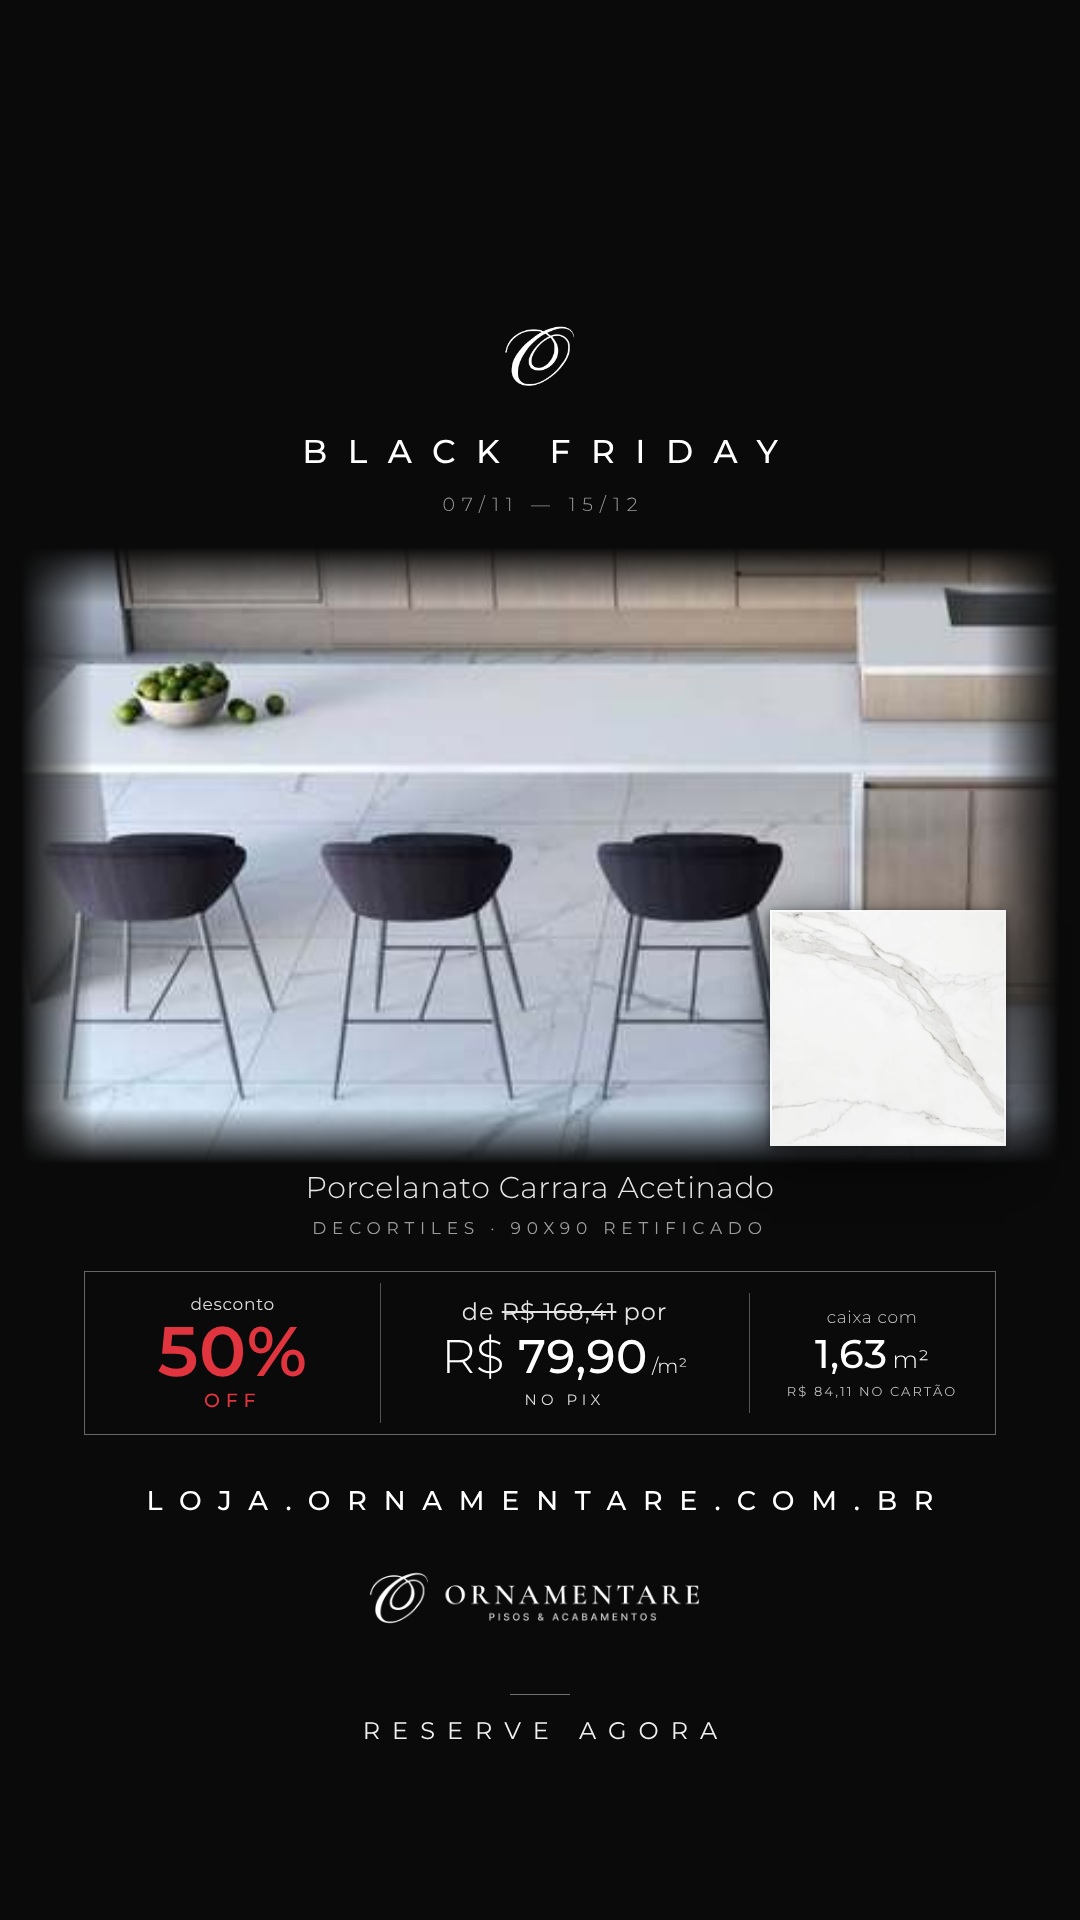 O
BLACK FRIDAY
07/11 — 15/12
Porcelanato Carrara Acetinado
DECORTILES · 90X90 RETIFICADO
desconto
50%
OFF
de R$ 168,41 por
R$ 79,90/m²
NO PIX
caixa com
1,63 m²
R$ 84,11 NO CARTÃO
LOJA.ORNAMENTARE.COM.BR
O ORNAMENTARE
PISOS & ACABAMENTOS
RESERVE AGORA